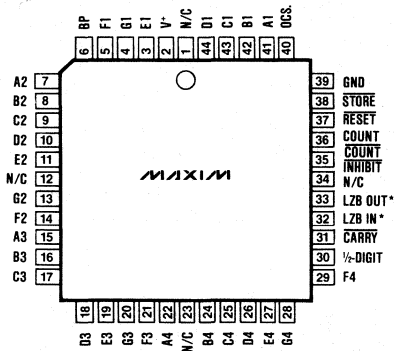 BP F1 G1 E1 V+ N/C D1 C1 B1 A1 OCS.
6 5 4 3 2 1 44 43 42 41 40
A2 7 39 GND
B2 8 38 STORE
C2 9 37 RESET
D2 10 36 COUNT
E2 11 35 COUNT INHIBIT
N/C 12 34 N/C
MAXIM
G2 13 33 LZB OUT*
F2 14 32 LZB IN*
A3 15 31 CARRY
B3 16 30 ½-DIGIT
C3 17 29 F4
18 19 20 21 22 23 24 25 26 27 28
D3 E3 G3 F3 A4 N/C B4 C4 D4 E4 G4